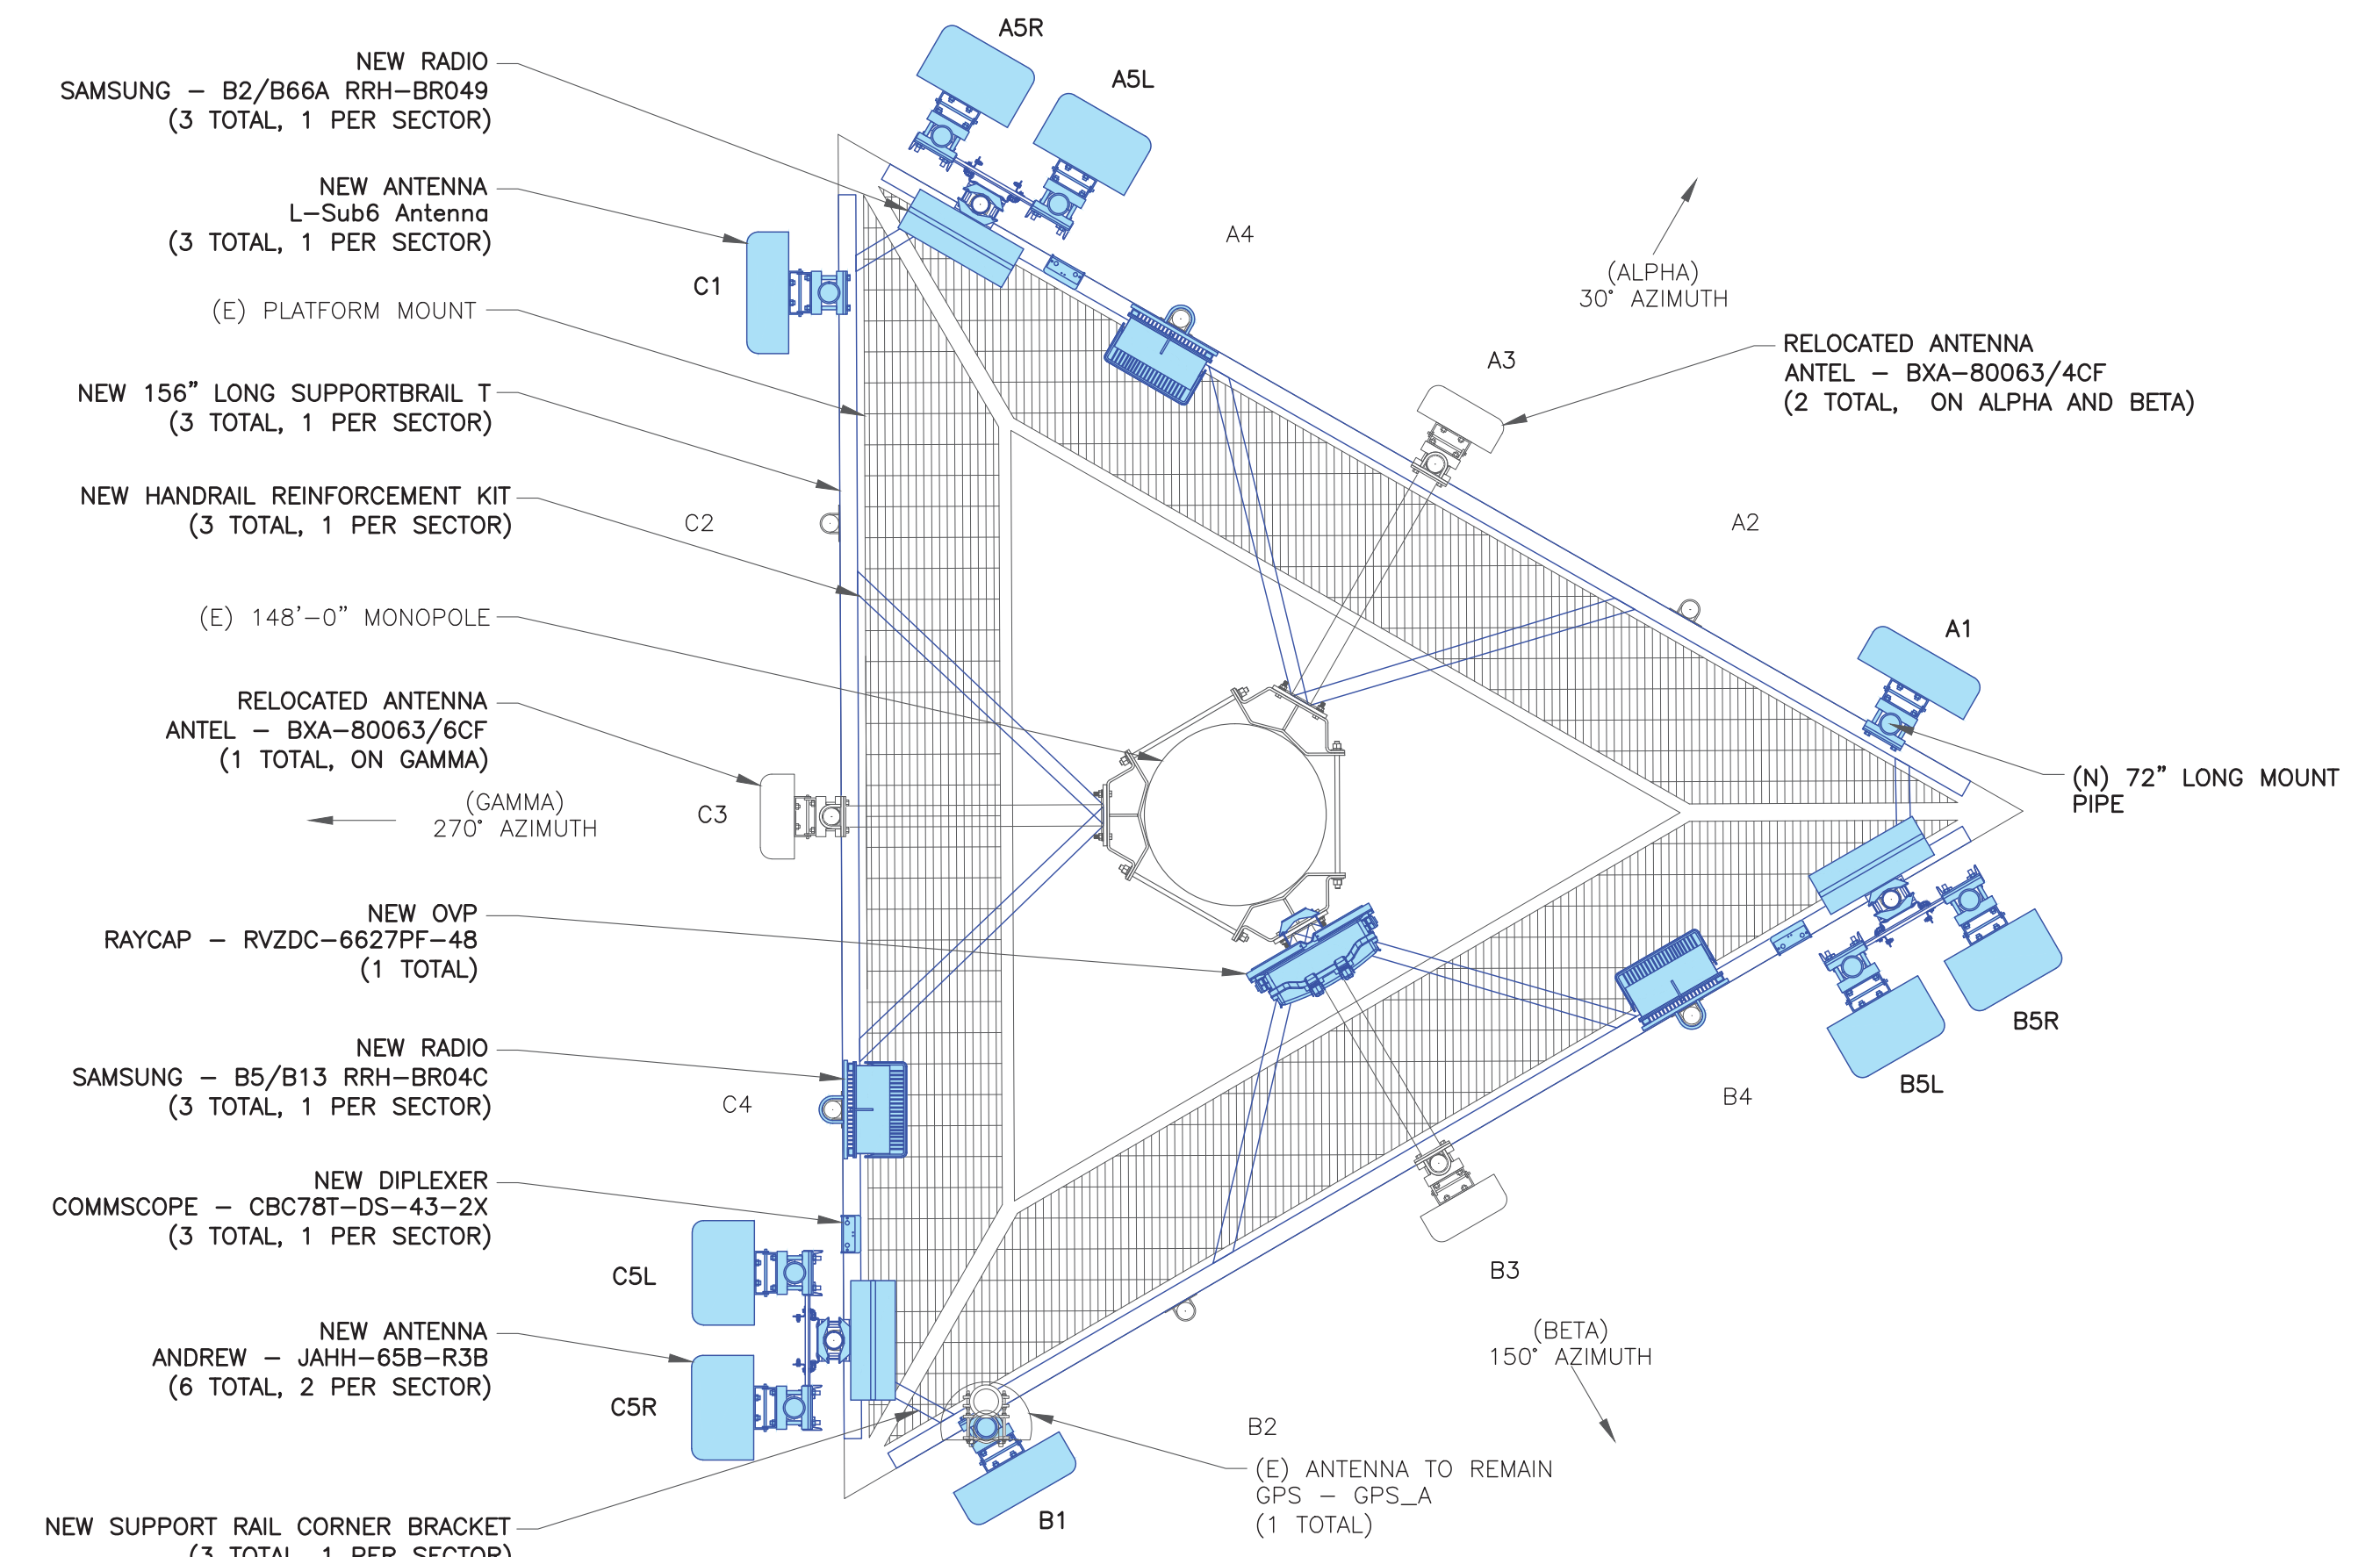 A5R
NEW RADIO
SAMSUNG - B2/B66A RRH-BR049
(3 TOTAL, 1 PER SECTOR)
A5L
NEW ANTENNA
L-Sub6 Antenna
(3 TOTAL, 1 PER SECTOR)
A4
C1
(ALPHA)
30° AZIMUTH
(E) PLATFORM MOUNT
RELOCATED ANTENNA
ANTEL - BXA-80063/4CF
(2 TOTAL, ON ALPHA AND BETA)
A3
NEW 156" LONG SUPPORTBRAIL T
(3 TOTAL, 1 PER SECTOR)
NEW HANDRAIL REINFORCEMENT KIT
(3 TOTAL, 1 PER SECTOR)
C2
A2
(E) 148'-0" MONOPOLE
A1
RELOCATED ANTENNA
ANTEL - BXA-80063/6CF
(1 TOTAL, ON GAMMA)
(N) 72" LONG MOUNT
PIPE
(GAMMA)
270° AZIMUTH
C3
NEW OVP
RAYCAP - RVZDC-6627PF-48
(1 TOTAL)
B5R
NEW RADIO
SAMSUNG - B5/B13 RRH-BR04C
(3 TOTAL, 1 PER SECTOR)
C4
B5L
B4
NEW DIPLEXER
COMMSCOPE - CBC78T-DS-43-2X
(3 TOTAL, 1 PER SECTOR)
C5L
B3
NEW ANTENNA
ANDREW - JAHH-65B-R3B
(6 TOTAL, 2 PER SECTOR)
(BETA)
150° AZIMUTH
C5R
B2
(E) ANTENNA TO REMAIN
GPS - GPS_A
(1 TOTAL)
B1
NEW SUPPORT RAIL CORNER BRACKET
(3 TOTAL, 1 PER SECTOR)